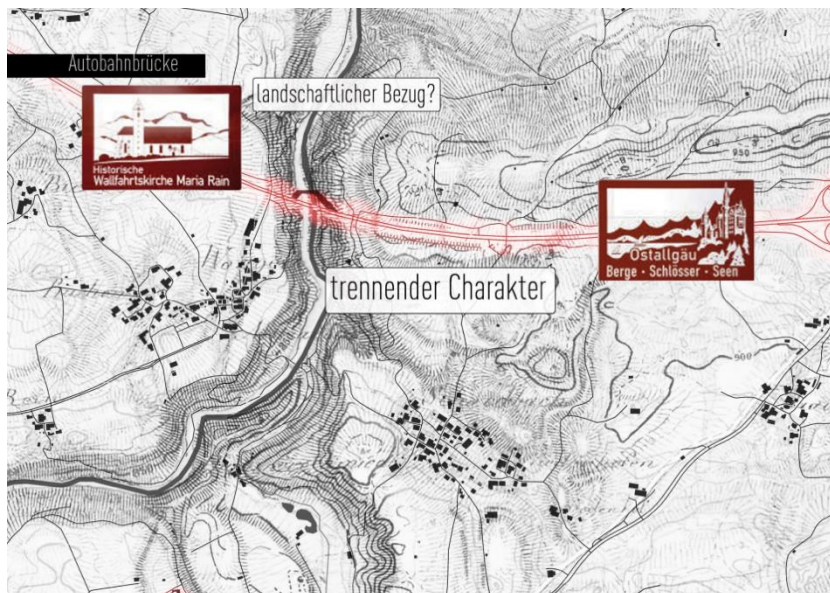 Autobahnbrücke
landschaftlicher Bezug?
Historische
Wallfahrtskirche Maria Rain
950
Ostallgäu
Berge · Schlösser · Seen
trennender Charakter
900
850